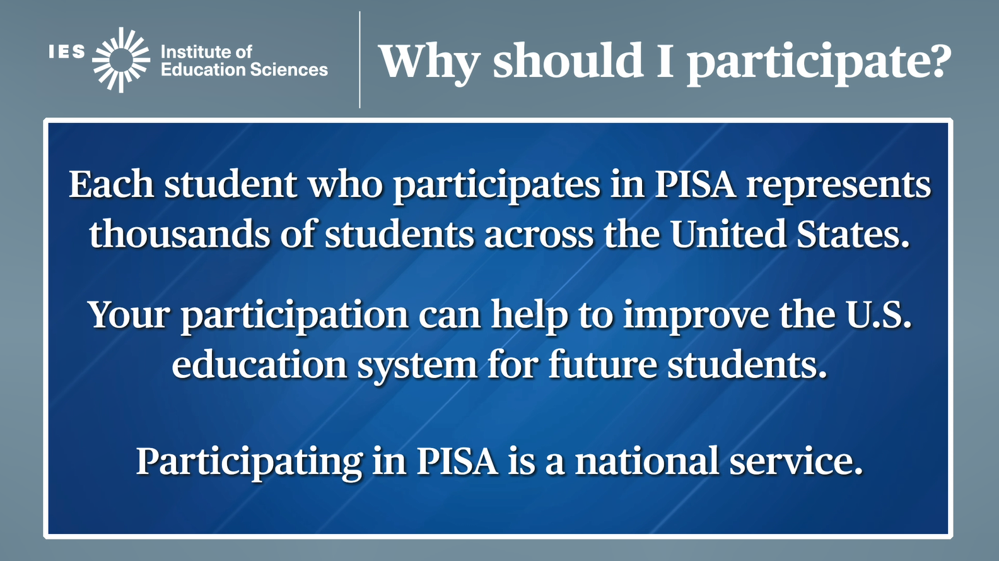 IES
Institute of
Education Sciences
Why should I participate?
Each student who participates in PISA represents
thousands of students across the United States.
Your participation can help to improve the U.S.
education system for future students.
Participating in PISA is a national service.